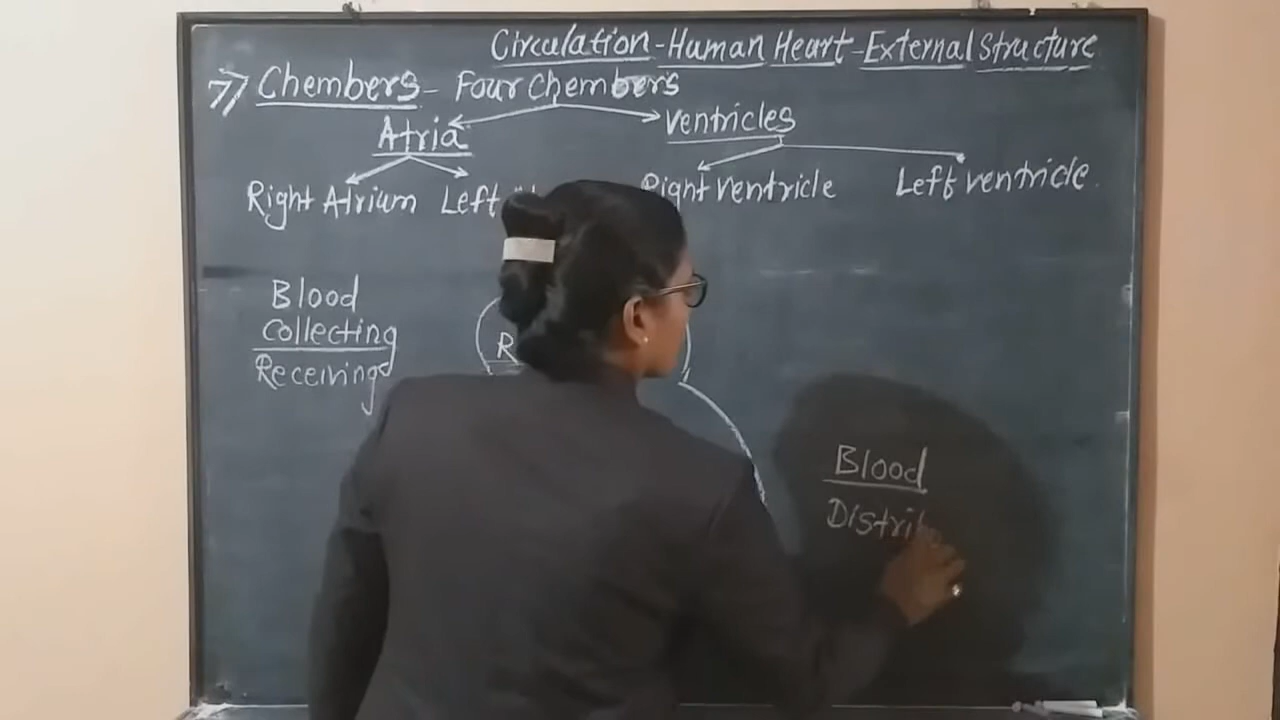 Circulation-Human Heart-External Structure
7) Chembers - Four Chembers
Atria Ventricles
Right Atrium Left Right Ventricle Left ventricle
Blood
Collecting
Receiving
R
Blood